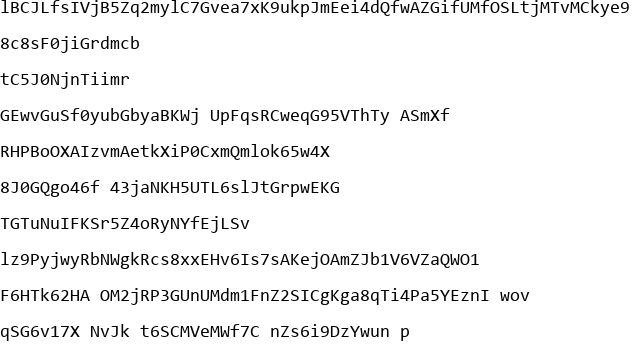 lBCJLfsIVjB5Zq2mylC7Gvea7xK9ukpJmEei4dQfwAZGifUMfOSLtjMTvMCkye9
8c8sF0jiGrdmcb
tC5J0NjnTiimr
GEwvGuSf0yubGbyaBKWj UpFqsRCweqG95VThTy ASmXf
RHPBoOXAIzvmAetkXiP0CxmQmlok65w4X
8J0GQgo46f 43jaNKH5UTL6slJtGrpwEKG
TGTuNuIFKSr5Z4oRyNYfEjLSv
lz9PyjwyRbNWgkRcs8xxEHv6Is7sAKejOAmZJb1V6VZaQWO1
F6HTk62HA OM2jRP3GUnUMdm1FnZ2SICgKga8qTi4Pa5YEznI wov
qSG6v17X NvJk t6SCMVeMWf7C nZs6i9DzYwun p